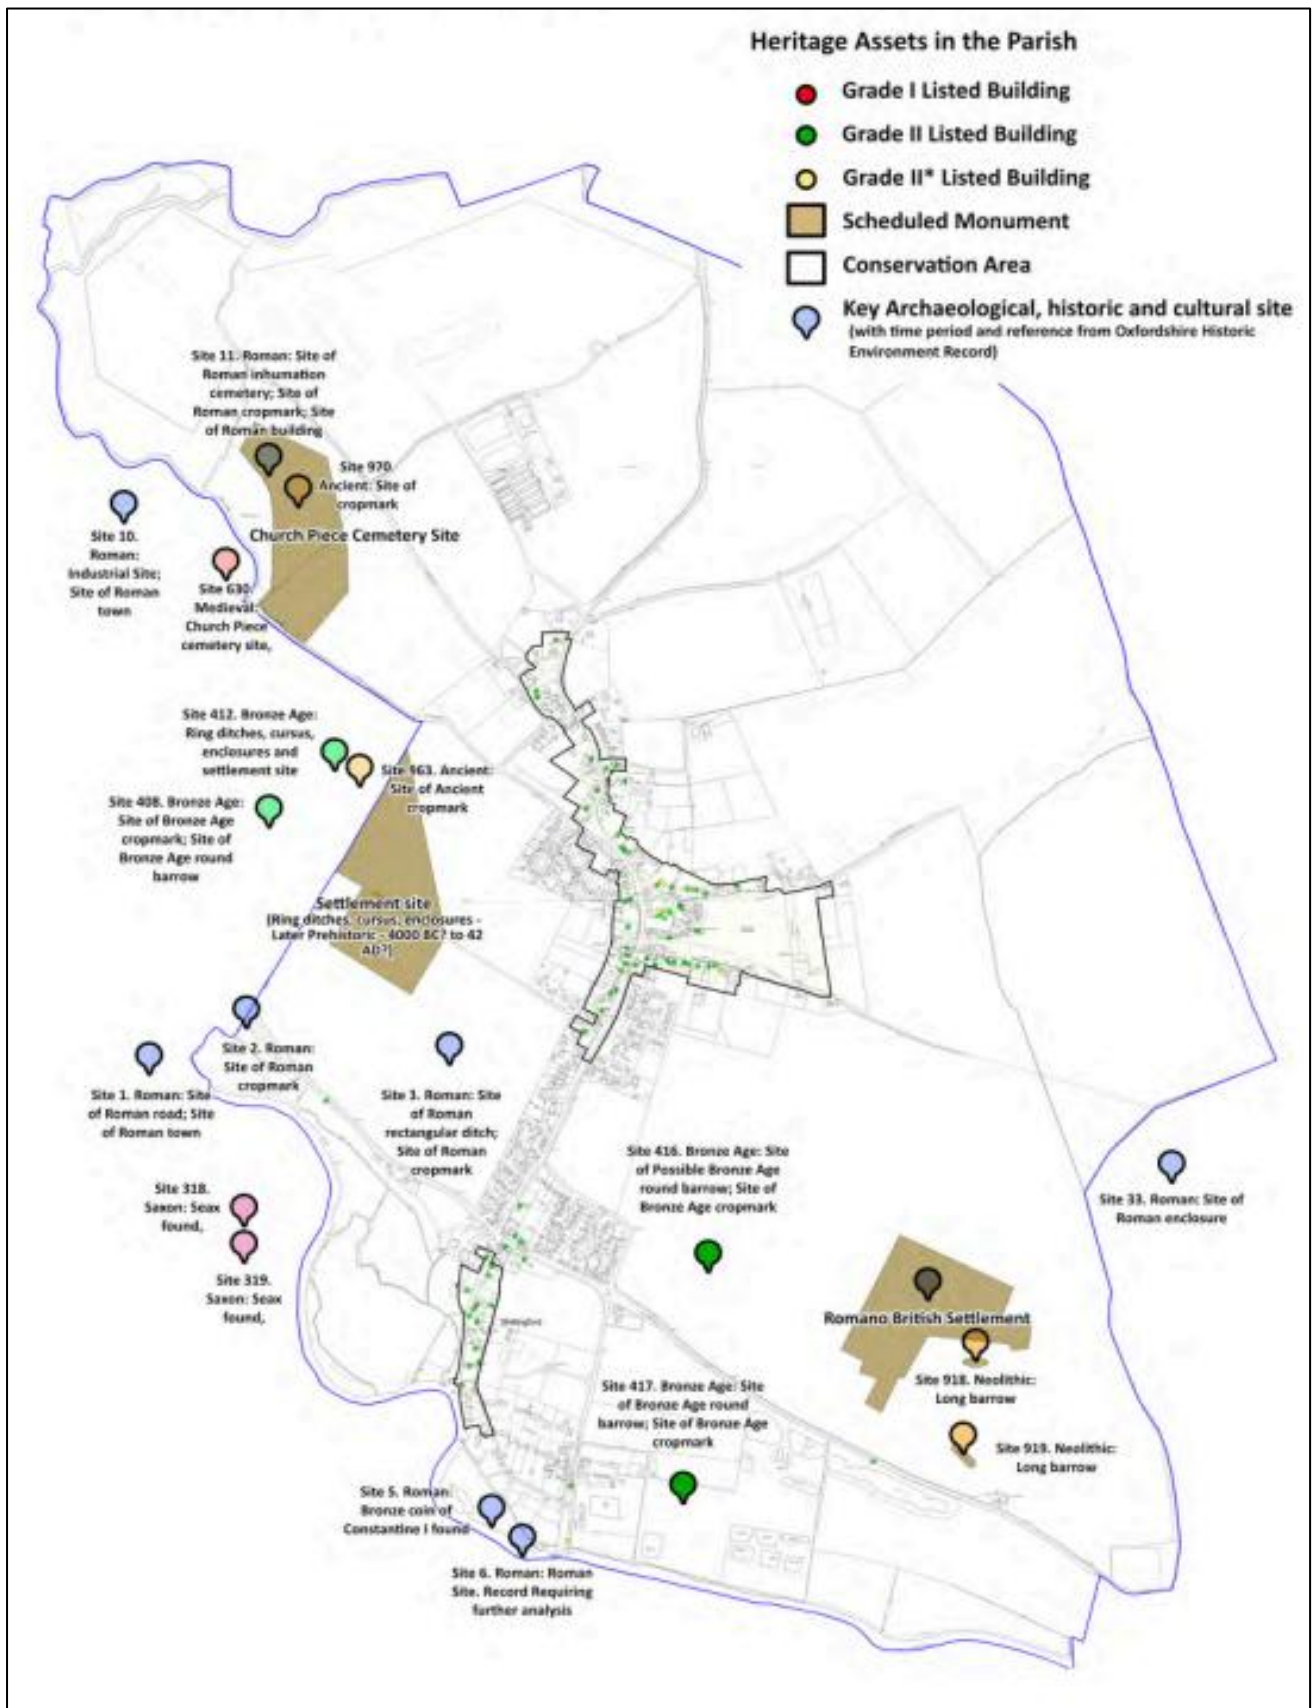 Heritage Assets in the Parish
Grade I Listed Building
Grade II Listed Building
Grade II* Listed Building
Scheduled Monument
Conservation Area
Key Archaeological, historic and cultural site
(with time period and reference from Oxfordshire Historic
Environment Record)
Site 11. Roman: Site of
Roman inhumation
cemetery; Site of
Roman cropmark; Site
of Roman building
Site 970.
Ancient: Site of
cropmark
Church Piece Cemetery Site
Site 10.
Roman:
Industrial Site;
Site of Roman
town
Site 630.
Medieval:
Church Piece
cemetery site,
Site 412. Bronze Age:
Ring ditches, cursus,
enclosures and
settlement site
Site 963. Ancient:
Site of Ancient
cropmark
Site 408. Bronze Age:
Site of Bronze Age
cropmark; Site of
Bronze Age round
barrow
Settlement site
(Ring ditches, cursus, enclosures -
Later Prehistoric - 4000 BC? to 42
AD?)
Site 2. Roman:
Site of Roman
cropmark
Site 1. Roman: Site
of Roman road; Site
of Roman town
Site 3. Roman: Site
of Roman
rectangular ditch;
Site of Roman
cropmark
Site 416. Bronze Age: Site
of Possible Bronze Age
round barrow; Site of
Bronze Age cropmark
Site 33. Roman: Site of
Roman enclosure
Site 318.
Saxon: Seax
found,
Site 319.
Saxon: Seax
found,
Romano British Settlement
Site 918. Neolithic:
Long barrow
Site 417. Bronze Age: Site
of Bronze Age round
barrow; Site of Bronze Age
cropmark
Site 919. Neolithic:
Long barrow
Site 5. Roman:
Bronze coin of
Constantine I found
Site 6. Roman: Roman
Site. Record Requiring
further analysis